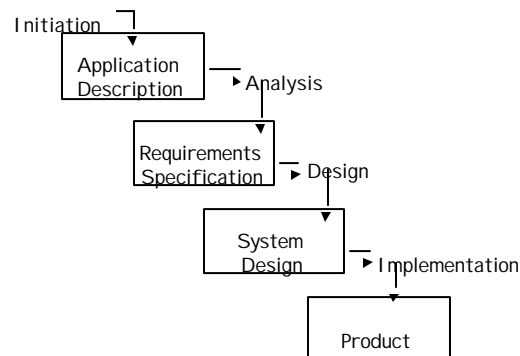 Initiation
Application
Description
Analysis
Requirements
Specification
Design
System
Design
Implementation
Product